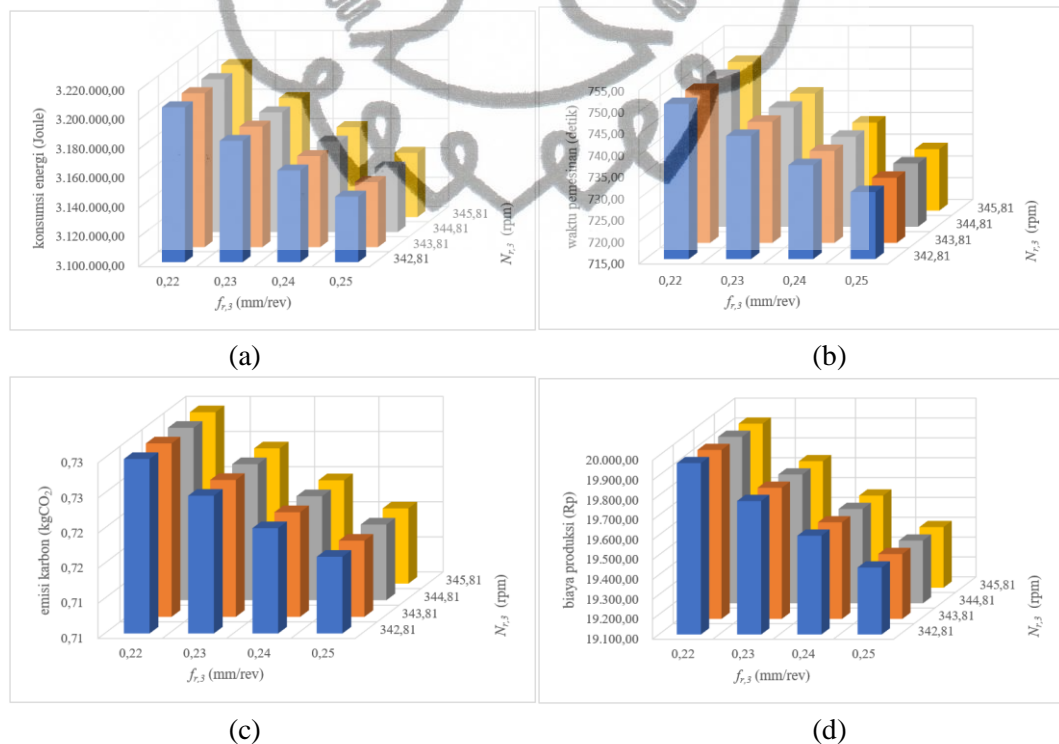 konsumsi energi (Joule)
3.220.000,00
3.200.000,00
3.180.000,00
3.160.000,00
3.140.000,00
3.120.000,00
3.100.000,00
0,22 0,23 0,24 0,25
f_r,3 (mm/rev)
345,81
344,81
343,81
342,81
N_r,3 (rpm)
(a)
waktu pemesinan (detik)
755,00
750,00
745,00
740,00
735,00
730,00
725,00
720,00
715,00
0,22 0,23 0,24 0,25
f_r,3 (mm/rev)
345,81
344,81
343,81
342,81
N_r,3 (rpm)
(b)
emisi karbon (kgCO₂)
0,73
0,73
0,72
0,72
0,71
0,71
0,22 0,23 0,24 0,25
f_r,3 (mm/rev)
345,81
344,81
343,81
342,81
N_r,3 (rpm)
(c)
biaya produksi (Rp)
20.000,00
19.900,00
19.800,00
19.700,00
19.600,00
19.500,00
19.400,00
19.300,00
19.200,00
19.100,00
0,22 0,23 0,24 0,25
f_r,3 (mm/rev)
345,81
344,81
343,81
342,81
N_r,3 (rpm)
(d)